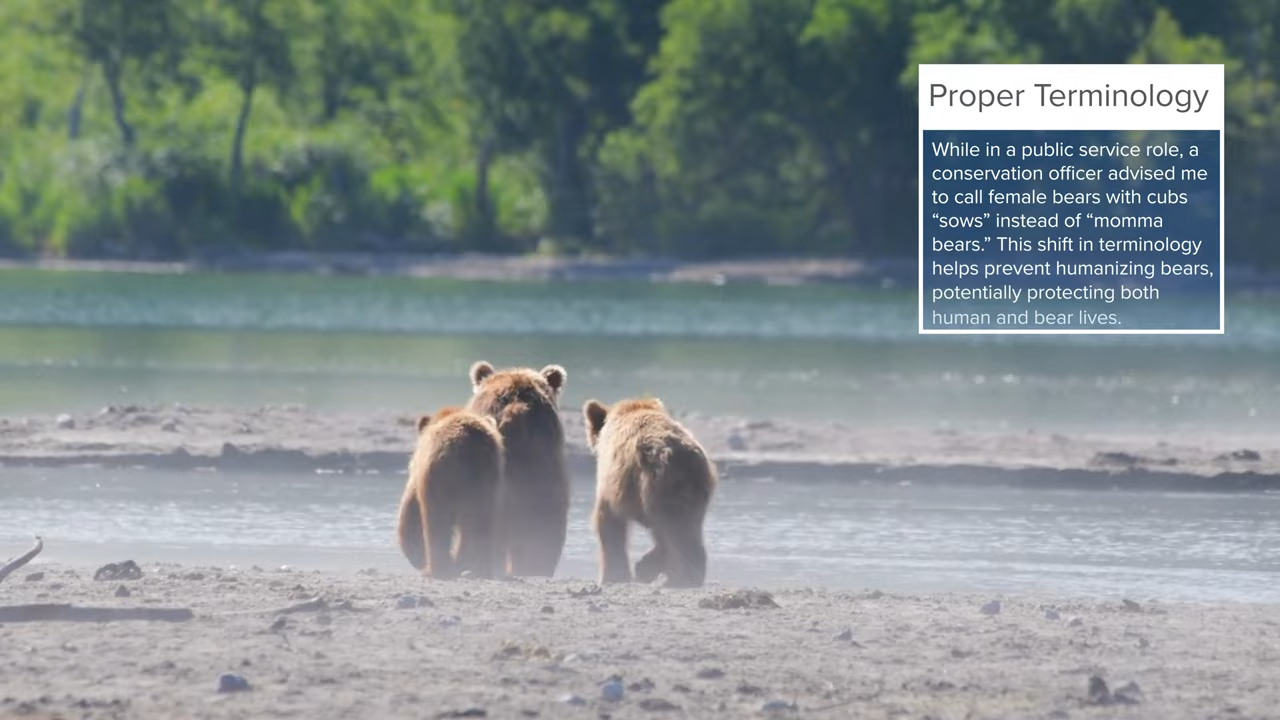 Proper Terminology
While in a public service role, a
conservation officer advised me
to call female bears with cubs
“sows” instead of “momma
bears.” This shift in terminology
helps prevent humanizing bears,
potentially protecting both
human and bear lives.